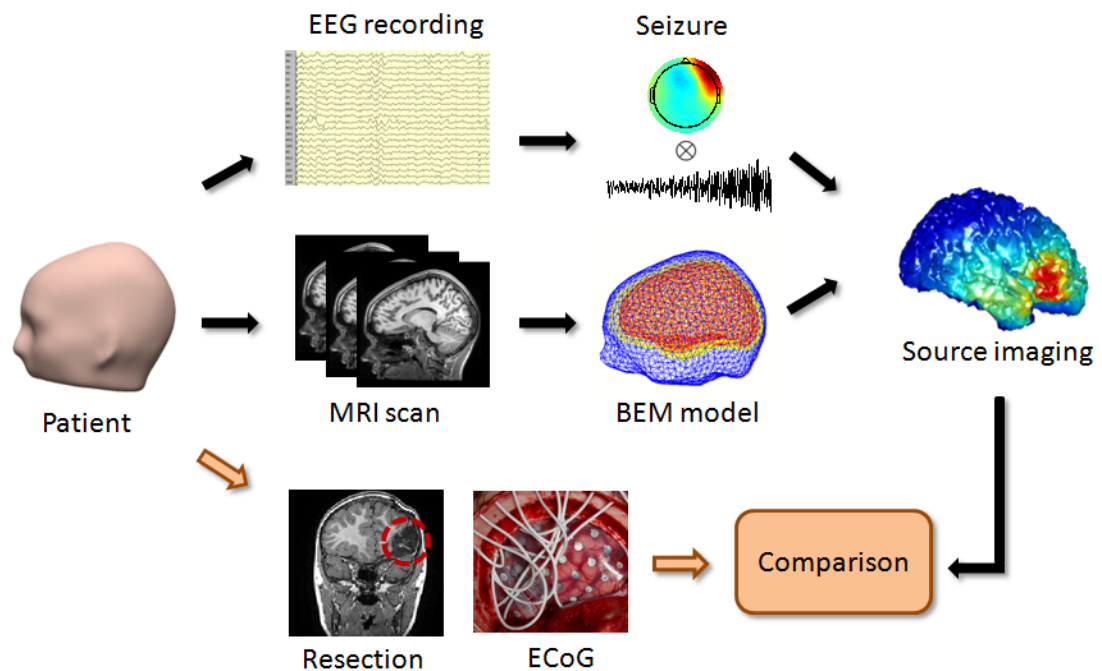 EEG recording
Seizure
Patient
MRI scan
BEM model
Source imaging
Resection
ECoG
Comparison